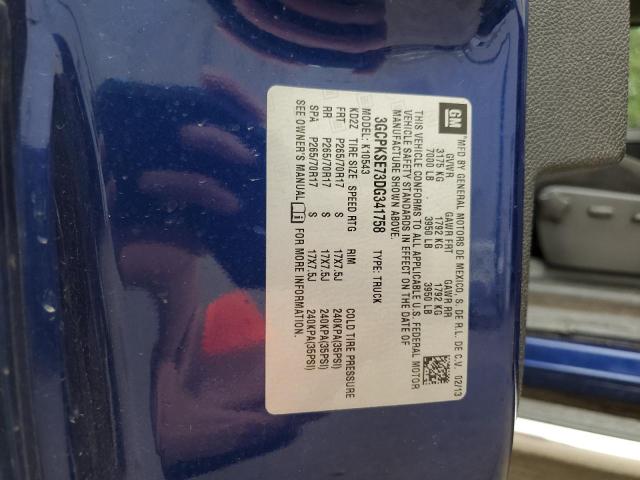 GM
MFD BY GENERAL MOTORS DE MEXICO, S. DE R.L. DE C.V. 02/13
GVWR GAWR FRT GAWR RR
3175 KG 1792 KG 1792 KG
7000 LB 3950 LB 3950 LB
THIS VEHICLE CONFORMS TO ALL APPLICABLE U.S. FEDERAL MOTOR
VEHICLE SAFETY STANDARDS IN EFFECT ON THE DATE OF
MANUFACTURE SHOWN ABOVE.
3GCPKSE73DG341758 TYPE: TRUCK
MODEL: K10543
KD2Z TIRE SIZE SPEED RTG RIM COLD TIRE PRESSURE
FRT P265/70R17 S 17X7.5J 240KPA(35PSI)
RR P265/70R17 S 17X7.5J 240KPA(35PSI)
SPA P265/70R17 S 17X7.5J 240KPA(35PSI)
SEE OWNER'S MANUAL FOR MORE INFORMATION.